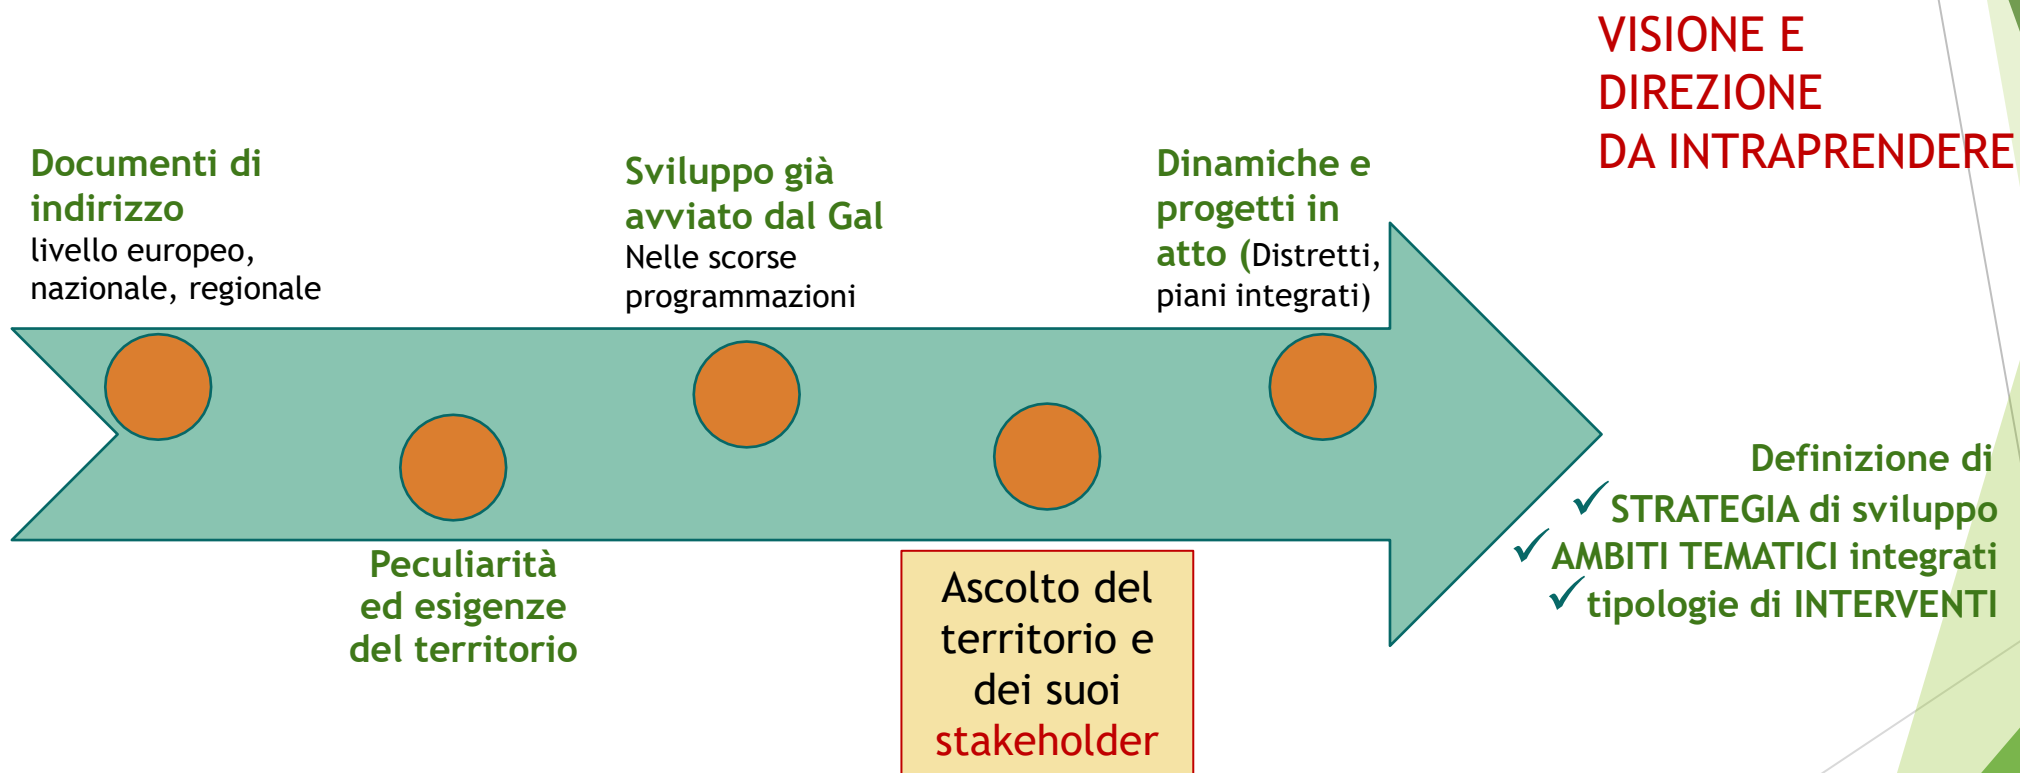 VISIONE E
DIREZIONE
DA INTRAPRENDERE
Documenti di
indirizzo
livello europeo,
nazionale, regionale
Sviluppo già
avviato dal Gal
Nelle scorse
programmazioni
Dinamiche e
progetti in
atto (Distretti,
piani integrati)
Peculiarità
ed esigenze
del territorio
Ascolto del
territorio e
dei suoi
stakeholder
Definizione di
✓ STRATEGIA di sviluppo
✓ AMBITI TEMATICI integrati
✓ tipologie di INTERVENTI